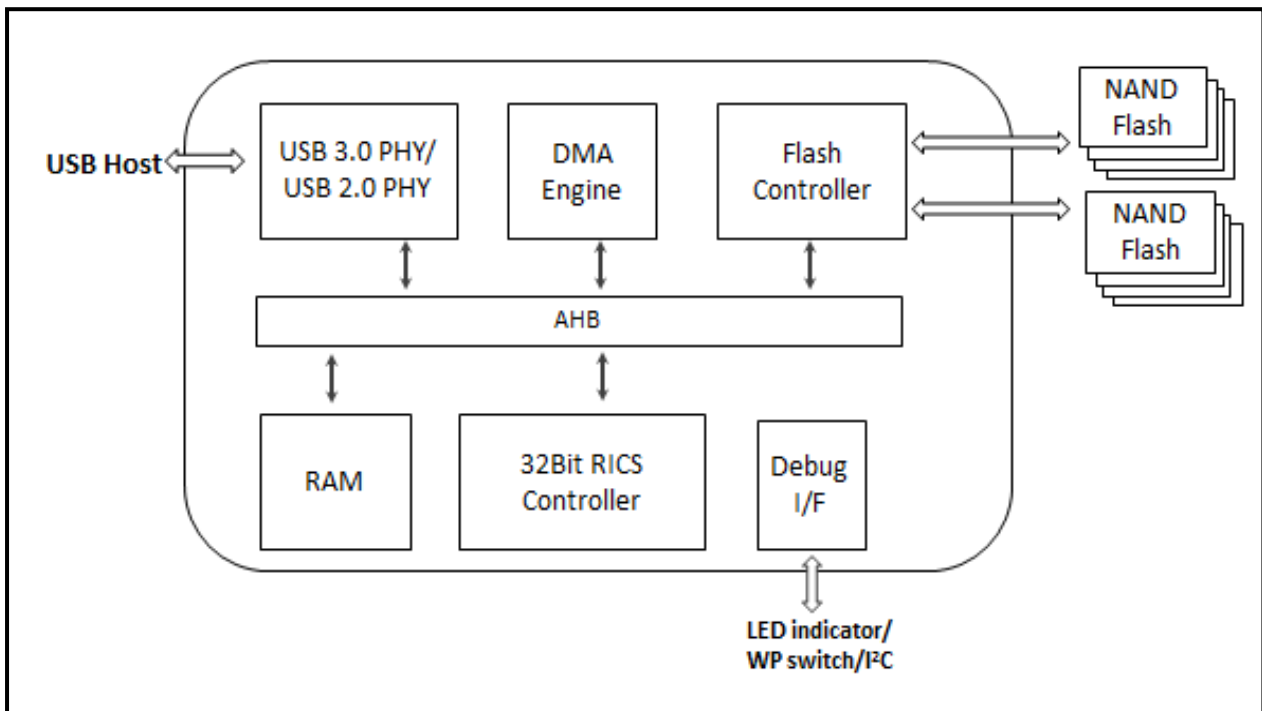 USB Host
USB 3.0 PHY/
USB 2.0 PHY
DMA
Engine
Flash
Controller
NAND
Flash
NAND
Flash
AHB
RAM
32Bit RICS
Controller
Debug
I/F
LED indicator/
WP switch/I²C